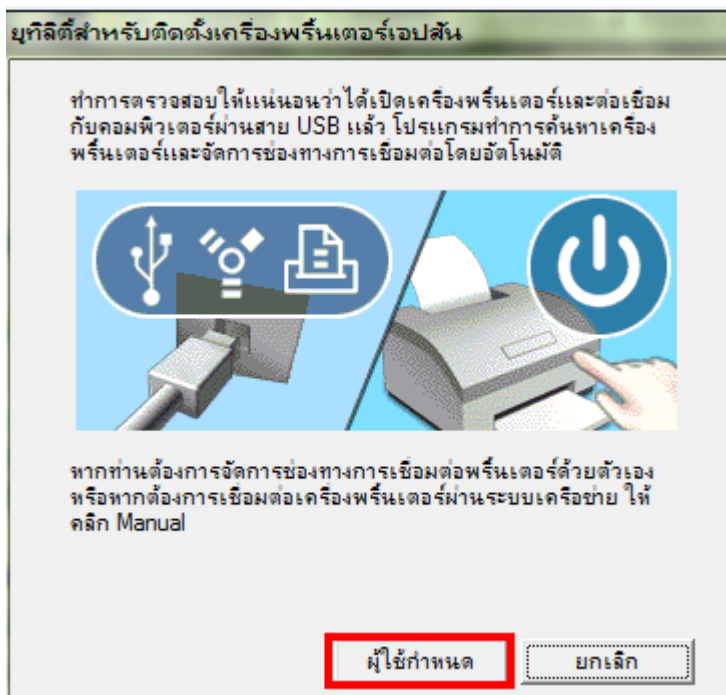 ยูทิลิตี้สำหรับติดตั้งเครื่องพริ้นเตอร์เอปสัน
ทำการตรวจสอบให้แน่นอนว่าได้เปิดเครื่องพริ้นเตอร์และต่อเชื่อม
กับคอมพิวเตอร์ผ่านสาย USB แล้ว โปรแกรมทำการค้นหาเครื่อง
พริ้นเตอร์และจัดการช่องทางการเชื่อมต่อโดยอัตโนมัติ
หากท่านต้องการจัดการช่องทางการเชื่อมต่อพริ้นเตอร์ด้วยตัวเอง
หรือหากต้องการเชื่อมต่อเครื่องพริ้นเตอร์ผ่านระบบเครือข่าย ให้
คลิก Manual
ผู้ใช้กำหนด
ยกเลิก